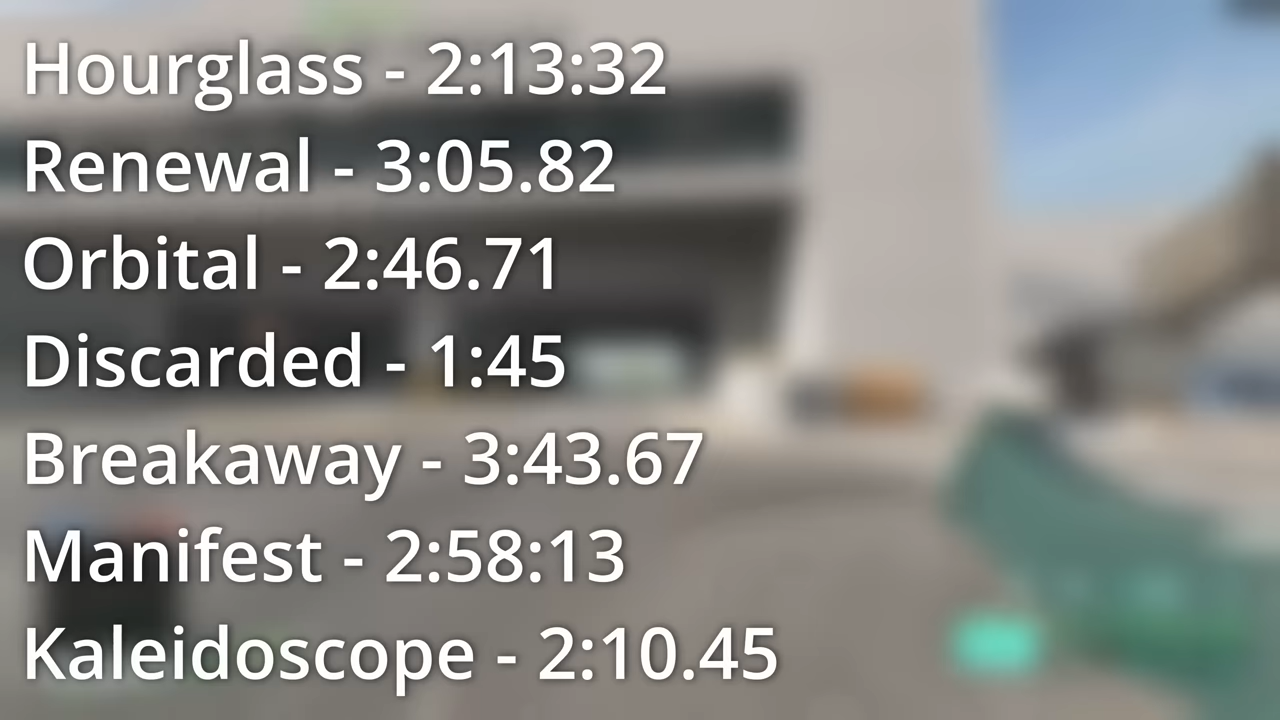 Hourglass - 2:13:32
Renewal - 3:05.82
Orbital - 2:46.71
Discarded - 1:45
Breakaway - 3:43.67
Manifest - 2:58:13
Kaleidoscope - 2:10.45